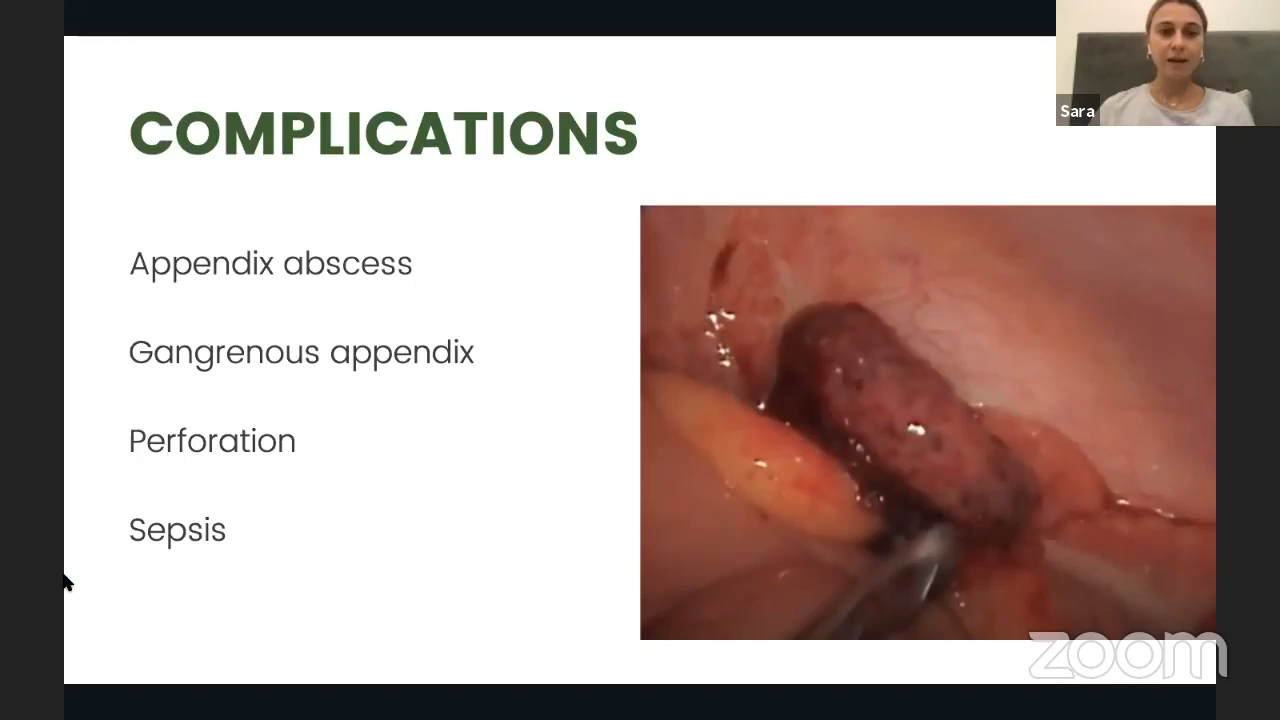 COMPLICATIONS
Sara
Appendix abscess
Gangrenous appendix
Perforation
Sepsis
zoom